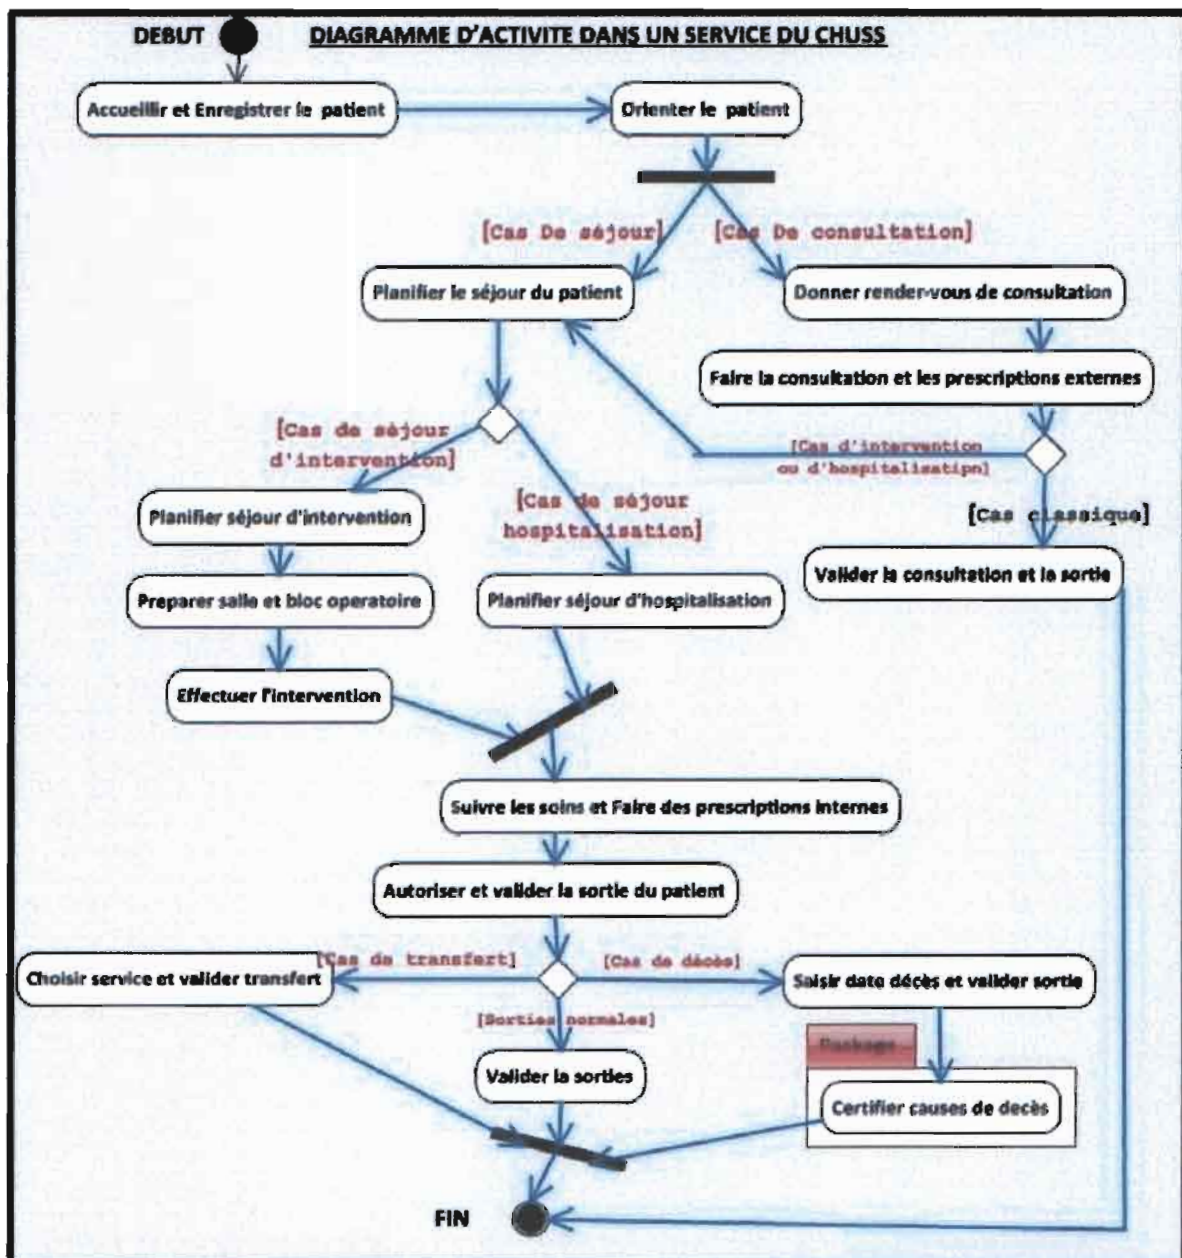 DEBUT
DIAGRAMME D'ACTIVITE DANS UN SERVICE DU CHUSS
Accueillir et Enregistrer le patient
Orienter le patient
[Cas De séjour]
[Cas De consultation]
Planifier le séjour du patient
Donner render-vous de consultation
Faire la consultation et les prescriptions externes
[Cas de séjour
d'intervention]
[Cas d'intervention
ou d'hospitalisation]
[Cas de séjour
hospitalisation]
[Cas classique]
Planifier séjour d'intervention
Valider la consultation et la sortie
Preparer salle et bloc operatoire
Planifier séjour d'hospitalisation
Effectuer l'intervention
Suivre les soins et Faire des prescriptions internes
Autoriser et valider la sortie du patient
[Cas de transfert]
[Cas de décès]
Choisir service et valider transfert
Saisir date décès et valider sortie
[Sorties normales]
Package
Valider la sorties
Certifier causes de decès
FIN